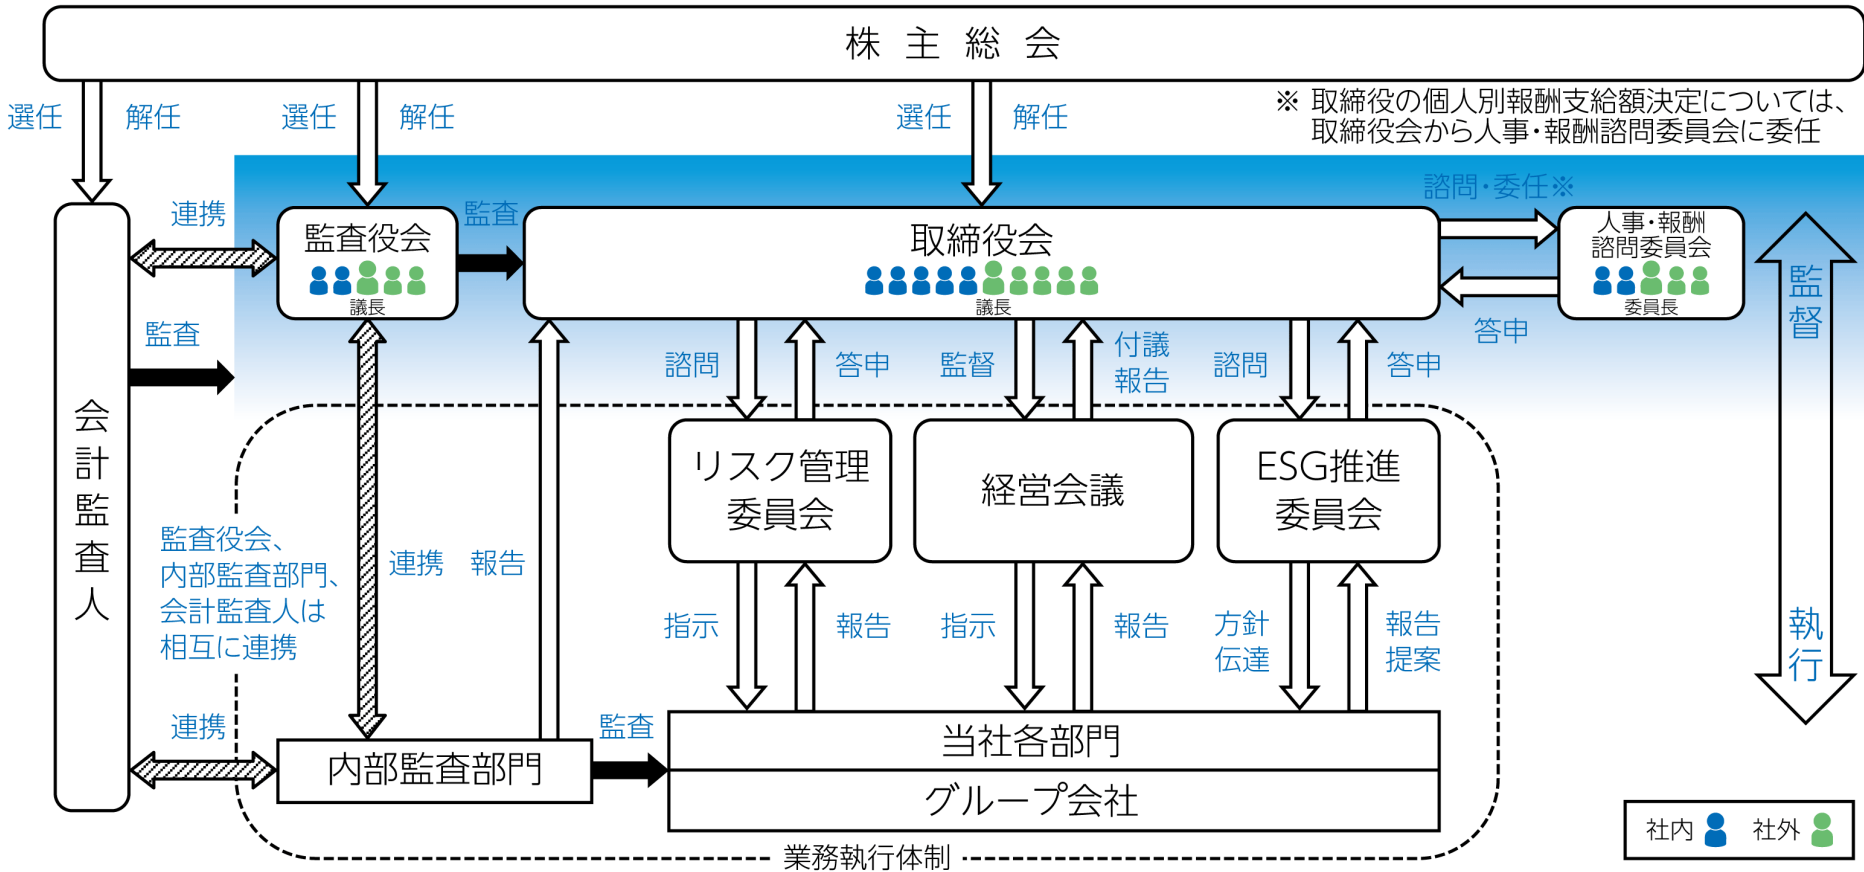 株主総会
選任
解任
選任
解任
選任
解任
※ 取締役の個人別報酬支給額決定については、
取締役会から人事・報酬諮問委員会に委任
諮問・委任※
連携
監査役会
議長
監査
取締役会
議長
人事・報酬
諮問委員会
委員長
答申
監督
執行
監査
会計監査人
諮問
答申
監督
付議
報告
諮問
答申
リスク管理
委員会
経営会議
ESG推進
委員会
監査役会、
内部監査部門、
会計監査人は
相互に連携
連携
報告
指示
報告
指示
報告
方針
伝達
報告
提案
連携
内部監査部門
監査
当社各部門
グループ会社
業務執行体制
社内
社外